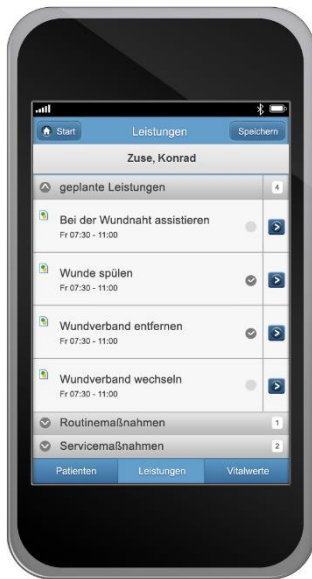 Start Leistungen Speichern
Zuse, Konrad
geplante Leistungen 4
Bei der Wundnaht assistieren
Fr 07:30 - 11:00
Wunde spülen
Fr 07:30 - 11:00
Wundverband entfernen
Fr 07:30 - 11:00
Wundverband wechseln
Fr 07:30 - 11:00
Routinemaßnahmen 1
Servicemaßnahmen 2
Patienten Leistungen Vitalwerte